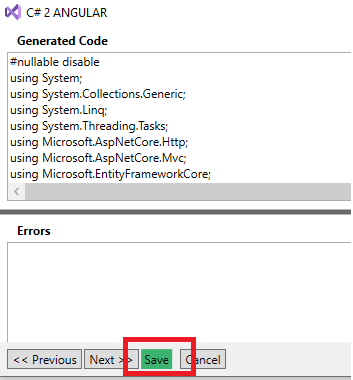 C# 2 ANGULAR
Generated Code
#nullable disable
using System;
using System.Collections.Generic;
using System.Linq;
using System.Threading.Tasks;
using Microsoft.AspNetCore.Http;
using Microsoft.AspNetCore.Mvc;
using Microsoft.EntityFrameworkCore;
Errors
<< Previous Next >> Save Cancel